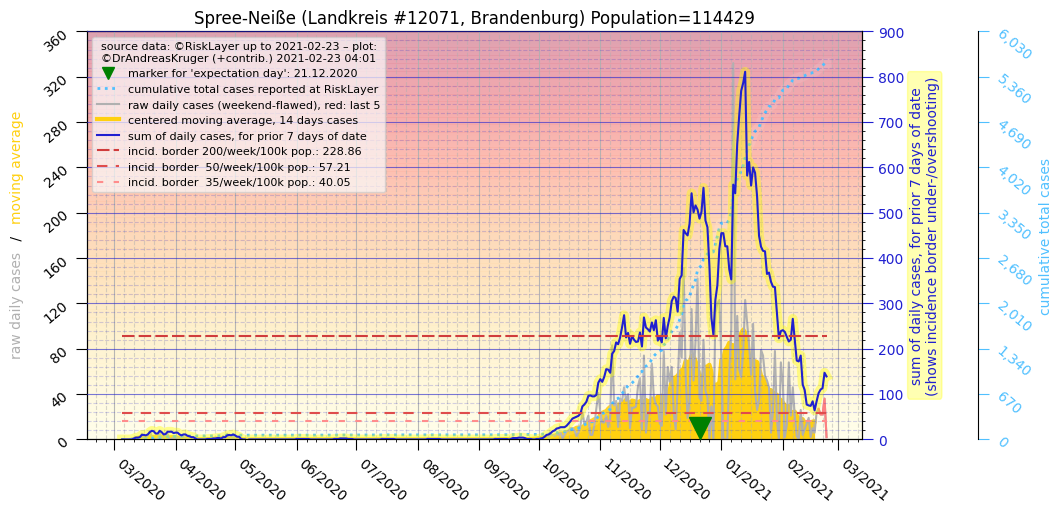 Spree-Neiße (Landkreis #12071, Brandenburg) Population=114429
source data: ©RiskLayer up to 2021-02-23 – plot:
©DrAndreasKruger (+contrib.) 2021-02-23 04:01
marker for 'expectation day': 21.12.2020
cumulative total cases reported at RiskLayer
raw daily cases (weekend-flawed), red: last 5
centered moving average, 14 days cases
sum of daily cases, for prior 7 days of date
incid. border 200/week/100k pop.: 228.86
incid. border  50/week/100k pop.: 57.21
incid. border  35/week/100k pop.: 40.05
raw daily cases / moving average
360
320
280
240
200
160
120
80
40
0
03/2020
04/2020
05/2020
06/2020
07/2020
08/2020
09/2020
10/2020
11/2020
12/2020
01/2021
02/2021
03/2021
900
800
700
600
500
400
300
200
100
0
sum of daily cases, for prior 7 days of date
(shows incidence border under-/overshooting)
6,030
5,360
4,690
4,020
3,350
2,680
2,010
1,340
670
0
cumulative total cases